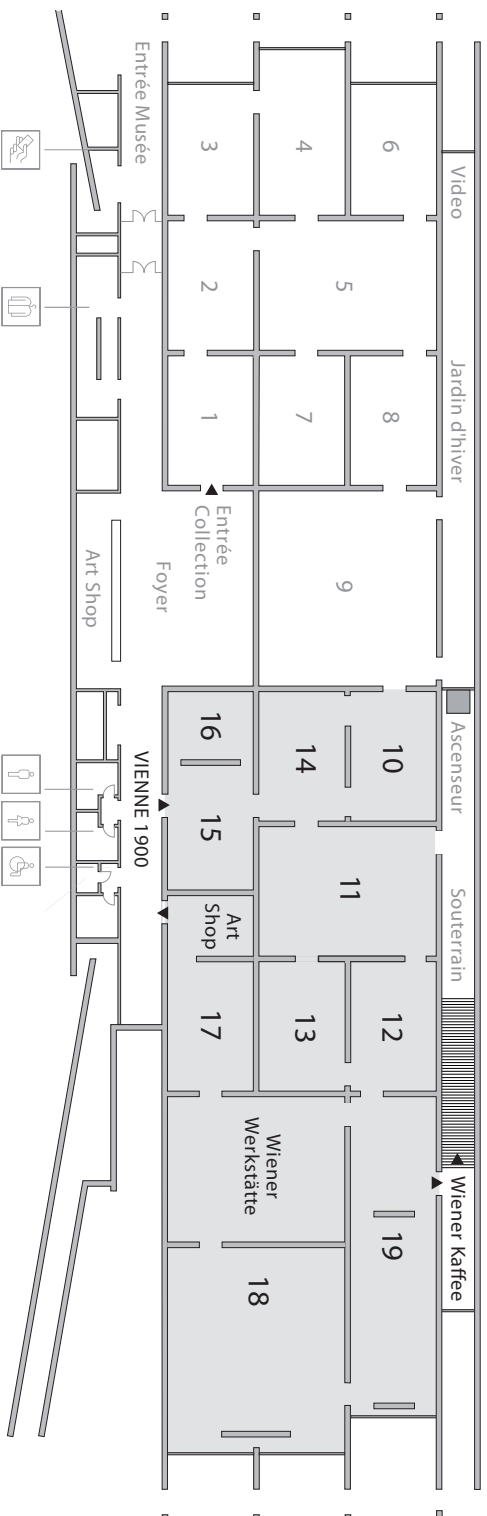 Video
Jardin d'hiver
Ascenseur
Souterrain
Wiener Kaffee
6
8
10
12
19
4
5
7
9
14
11
13
3
2
1
16
15
17
18
Entrée
Collection
Art
Shop
Wiener
Werkstätte
Entrée Musée
Foyer
VIENNE 1900
Art Shop